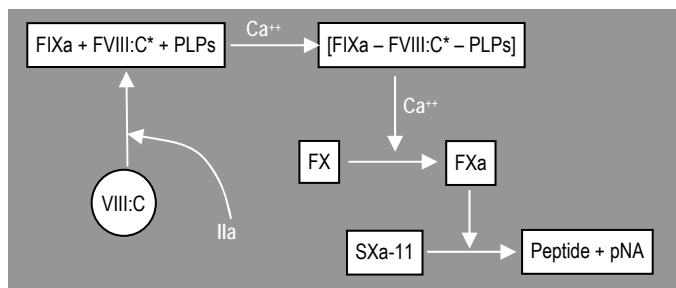 FIXa + FVIII:C* + PLPs
Ca++
[FIXa – FVIII:C* – PLPs]
Ca++
FX
FXa
VIII:C
IIa
SXa-11
Peptide + pNA